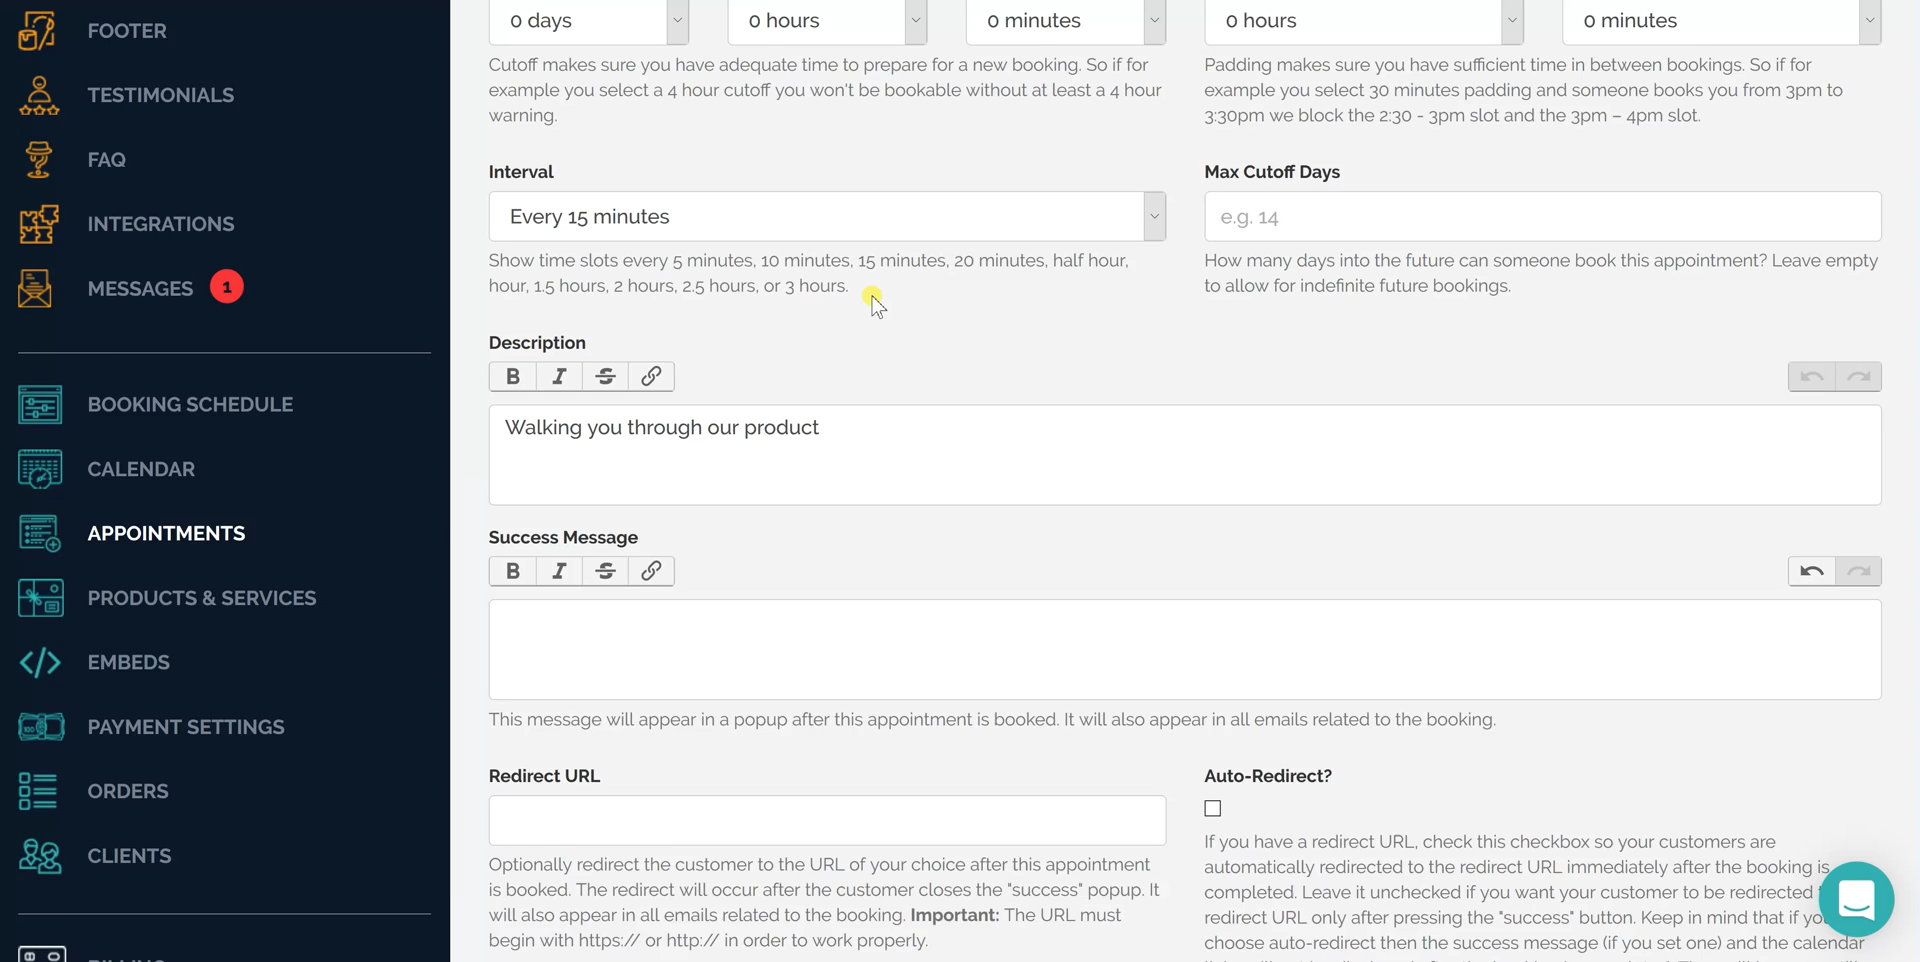 FOOTER
TESTIMONIALS
FAQ
INTEGRATIONS
MESSAGES 1
BOOKING SCHEDULE
CALENDAR
APPOINTMENTS
PRODUCTS & SERVICES
EMBEDS
PAYMENT SETTINGS
ORDERS
CLIENTS
0 days 0 hours 0 minutes
Cutoff makes sure you have adequate time to prepare for a new booking. So if for
example you select a 4 hour cutoff you won't be bookable without at least a 4 hour
warning.
0 hours 0 minutes
Padding makes sure you have sufficient time in between bookings. So if for
example you select 30 minutes padding and someone books you from 3pm to
3:30pm we block the 2:30 - 3pm slot and the 3pm – 4pm slot.
Interval
Every 15 minutes
Show time slots every 5 minutes, 10 minutes, 15 minutes, 20 minutes, half hour,
hour, 1.5 hours, 2 hours, 2.5 hours, or 3 hours.
Max Cutoff Days
e.g. 14
How many days into the future can someone book this appointment? Leave empty
to allow for indefinite future bookings.
Description
B I S
Walking you through our product
Success Message
B I S
This message will appear in a popup after this appointment is booked. It will also appear in all emails related to the booking.
Redirect URL
Optionally redirect the customer to the URL of your choice after this appointment
is booked. The redirect will occur after the customer closes the "success" popup. It
will also appear in all emails related to the booking. Important: The URL must
begin with https:// or http:// in order to work properly.
Auto-Redirect?
If you have a redirect URL, check this checkbox so your customers are
automatically redirected to the redirect URL immediately after the booking is
completed. Leave it unchecked if you want your customer to be redirected
redirect URL only after pressing the "success" button. Keep in mind that if
choose auto-redirect then the success message (if you set one) and the calendar